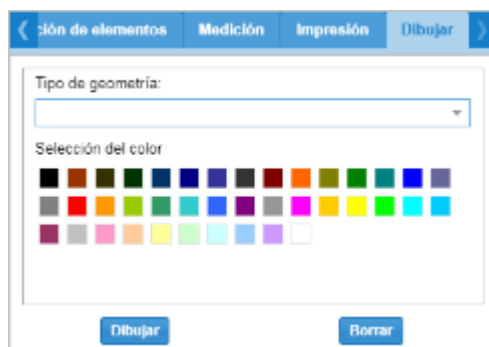 ción de elementos Medición Impresión Dibujar
Tipo de geometría:
Selección del color
Dibujar Borrar